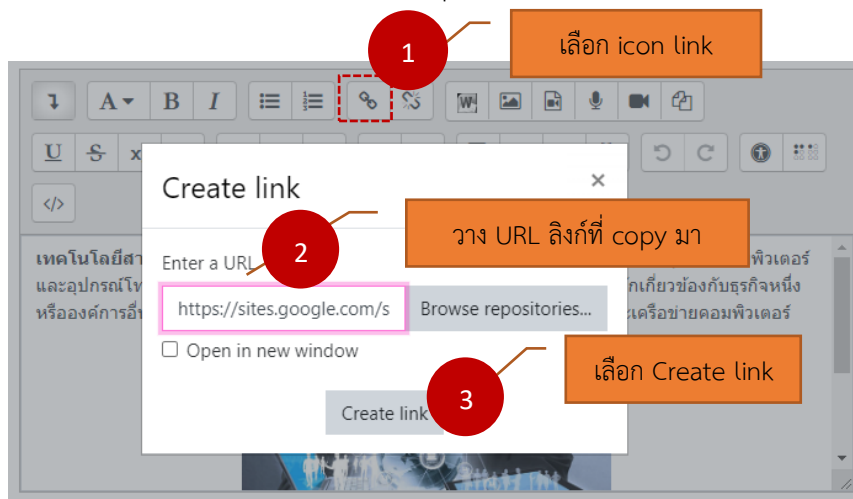 1
เลือก icon link
A B I
U S x
</>
Create link ×
2
วาง URL ลิงก์ที่ copy มา
เทคโนโลยีสา
พิวเตอร์
Enter a URL
และอุปกรณ์โท
กเกี่ยวข้องกับธุรกิจหนึ่ง
https://sites.google.com/s Browse repositories...
หรือองค์การอื่
ะเครือข่ายคอมพิวเตอร์
Open in new window
เลือก Create link
3
Create link